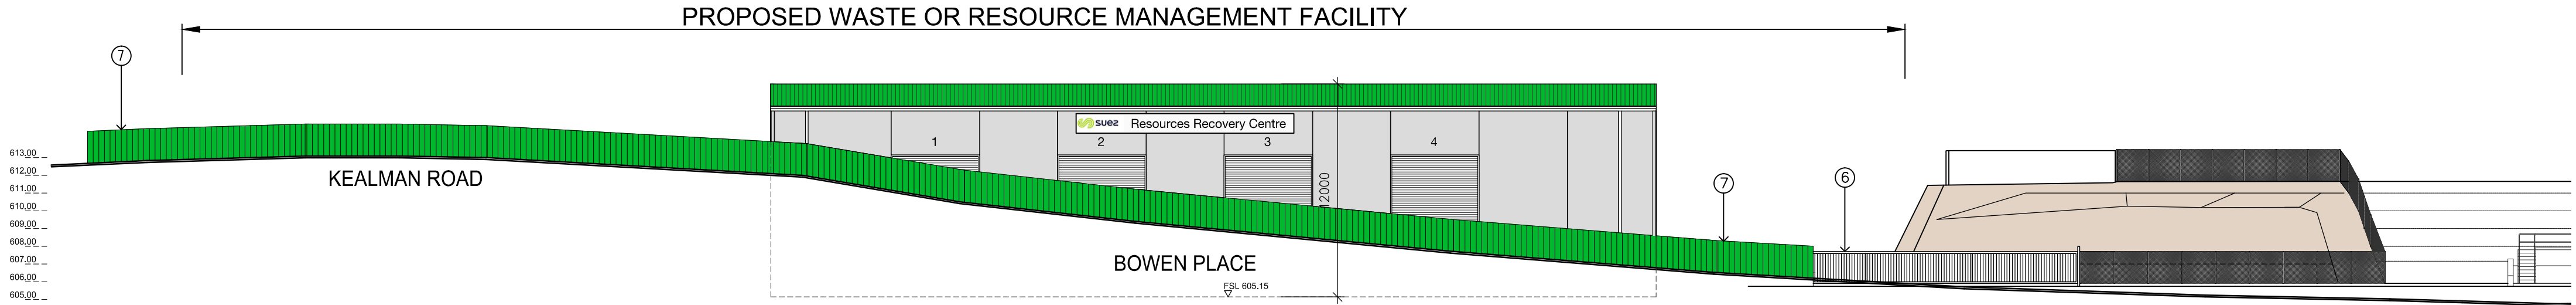 PROPOSED WASTE OR RESOURCE MANAGEMENT FACILITY
7
suez Resources Recovery Centre
1 2 3 4
613,00
612,00
611,00
610,00
609,00
608,00
607,00
606,00
605,00
KEALMAN ROAD
12000
7
6
BOWEN PLACE
FSL 605.15